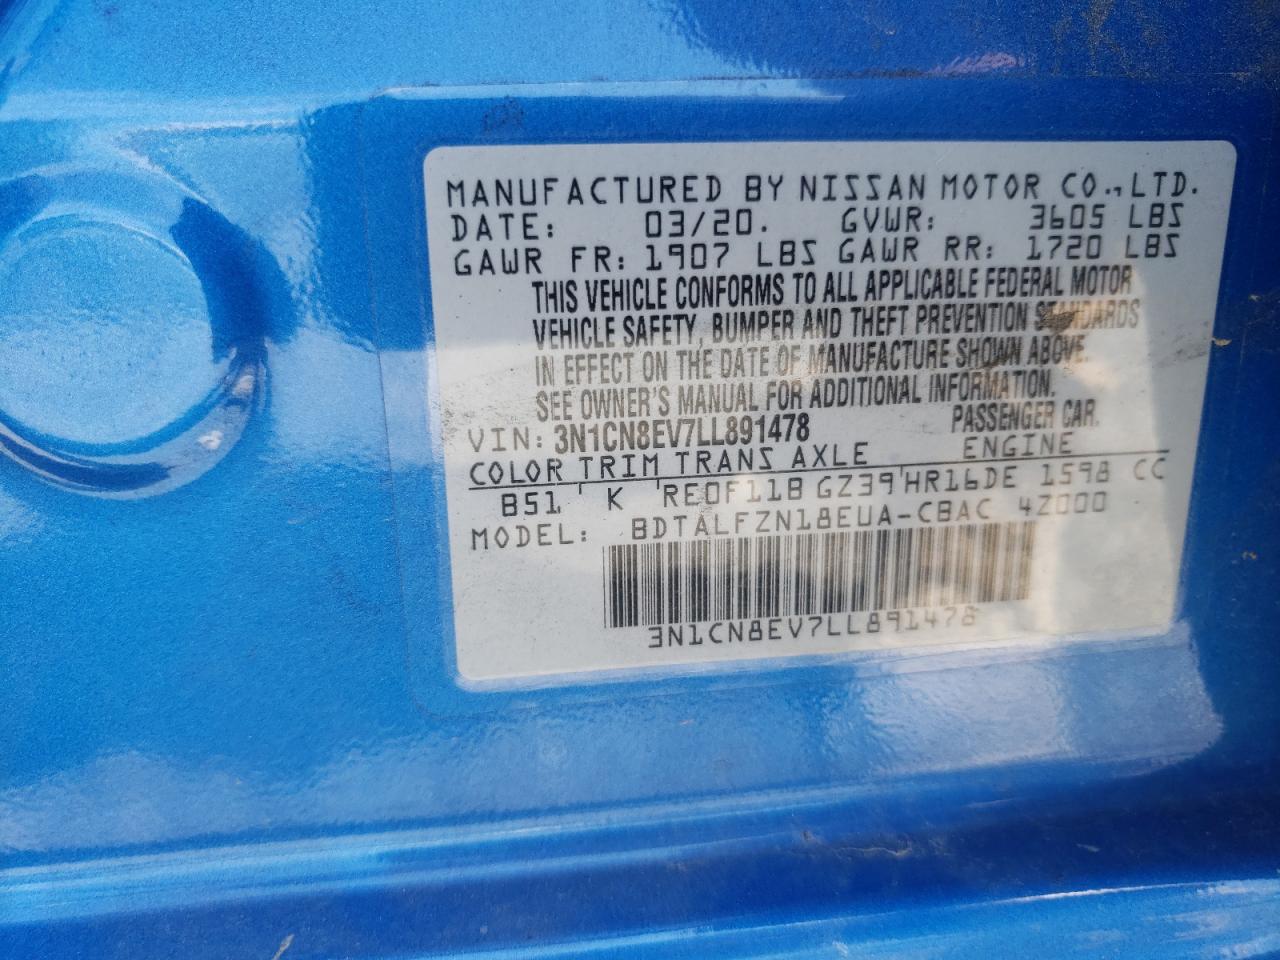 MANUFACTURED BY NISSAN MOTOR CO., LTD.
DATE: 03/20. GVWR: 3605 LBS
GAWR FR: 1907 LBS GAWR RR: 1720 LBS
THIS VEHICLE CONFORMS TO ALL APPLICABLE FEDERAL MOTOR
VEHICLE SAFETY, BUMPER AND THEFT PREVENTION STANDARDS
IN EFFECT ON THE DATE OF MANUFACTURE SHOWN ABOVE.
SEE OWNER'S MANUAL FOR ADDITIONAL INFORMATION.
VIN: 3N1CN8EV7LL891478 PASSENGER CAR.
COLOR TRIM TRANS AXLE ENGINE
B51 K RE0F11B GZ39 HR16DE 1598 CC
MODEL: BDTALFZN18EUA-CBAC 4Z000
3N1CN8EV7LL891478